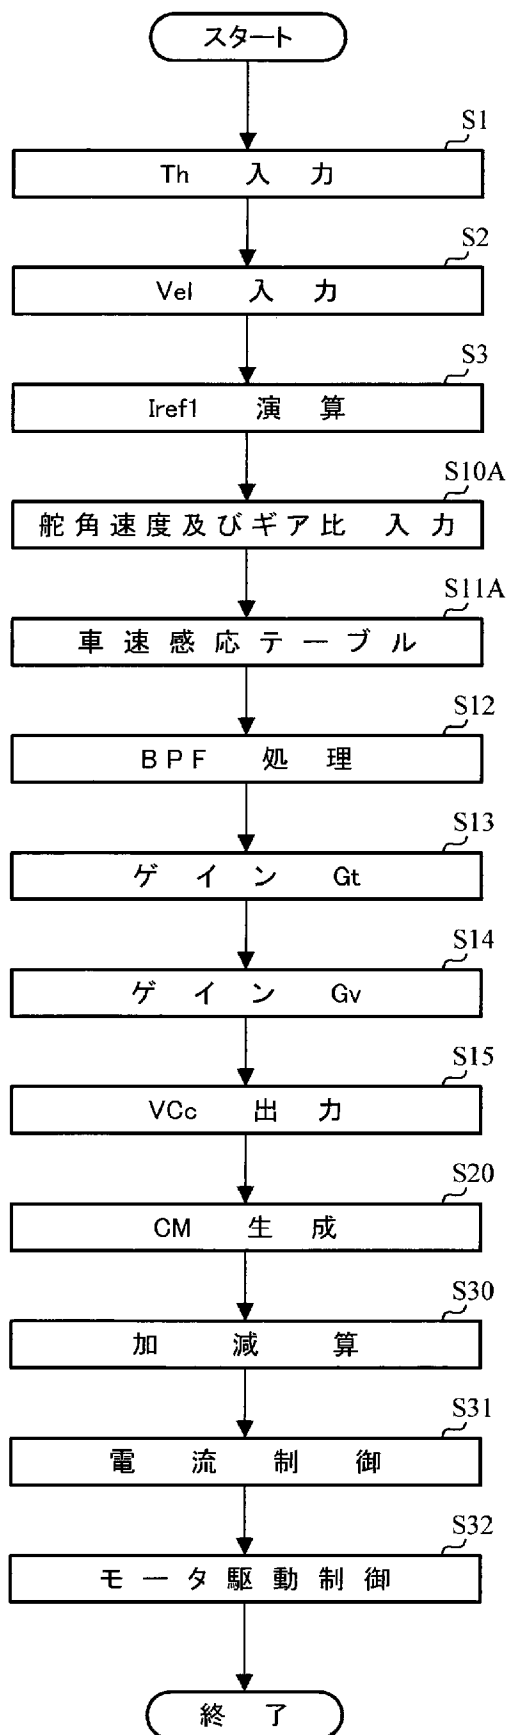 スタート
S1
Th 入力
S2
Vel 入力
S3
Iref1 演算
S10A
舵角速度及びギア比 入力
S11A
車速感応テーブル
S12
BPF 処理
S13
ゲイン Gt
S14
ゲイン Gv
S15
VCc 出力
S20
CM 生成
S30
加減算
S31
電流制御
S32
モータ駆動制御
終了